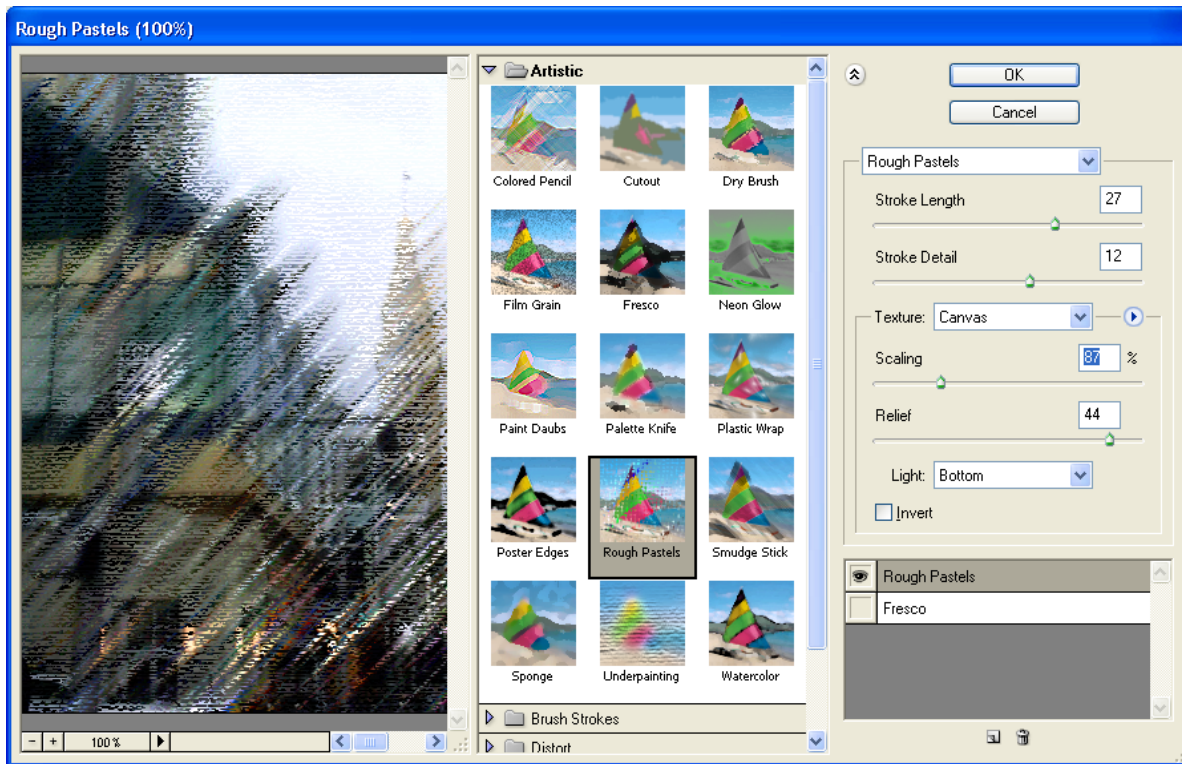 Rough Pastels (100%)
Artistic
Colored Pencil
Cutout
Dry Brush
Film Grain
Fresco
Neon Glow
Paint Daubs
Palette Knife
Plastic Wrap
Poster Edges
Rough Pastels
Smudge Stick
Sponge
Underpainting
Watercolor
Brush Strokes
Distort
- + 100%
OK
Cancel
Rough Pastels
Stroke Length 27
Stroke Detail 12
Texture: Canvas
Scaling 87 %
Relief 44
Light: Bottom
Invert
Rough Pastels
Fresco